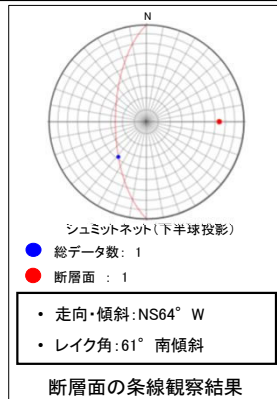 N
シュミットネット(下半球投影)
総データ数: 1
断層面 : 1
・ 走向・傾斜:NS64° W
・ レイク角:61° 南傾斜
断層面の条線観察結果